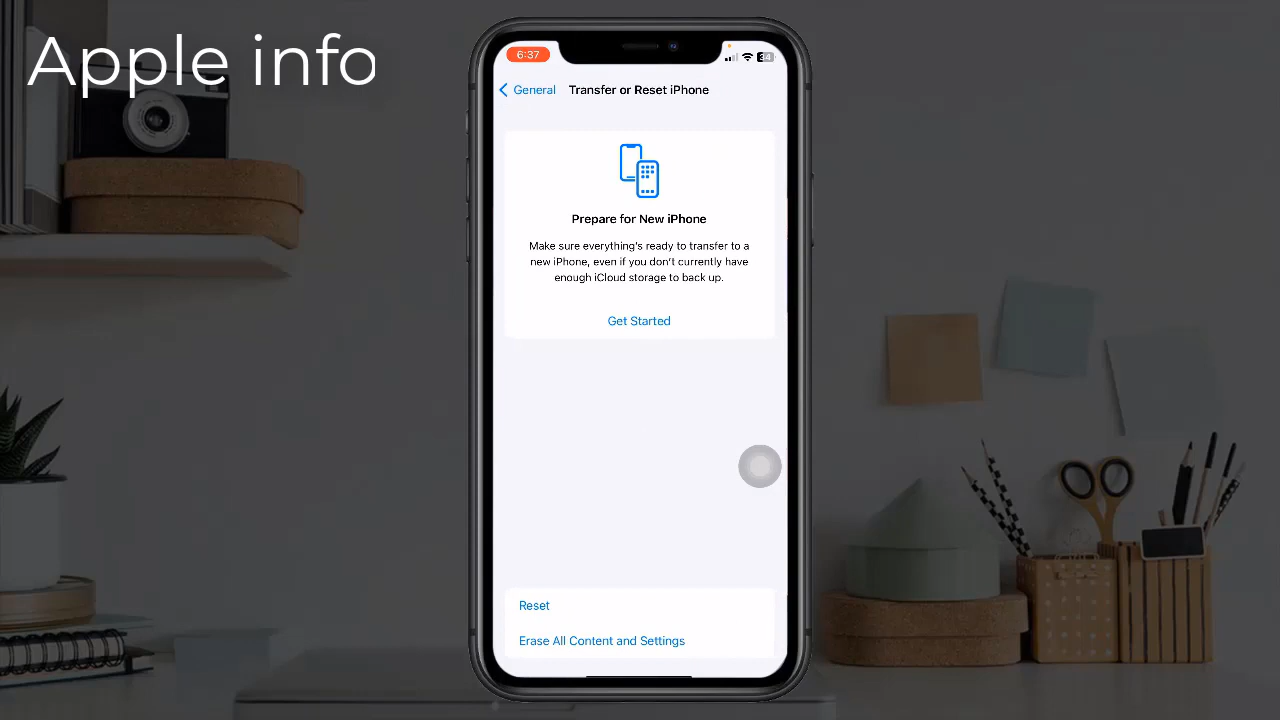 Apple info
6:37
34
General
Transfer or Reset iPhone
Prepare for New iPhone
Make sure everything's ready to transfer to a
new iPhone, even if you don't currently have
enough iCloud storage to back up.
Get Started
Reset
Erase All Content and Settings